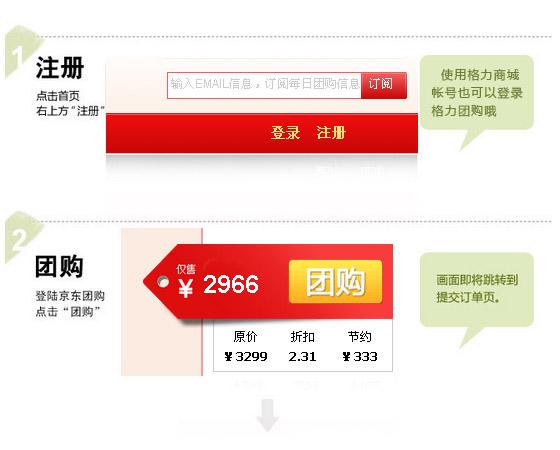 1
注册
点击首页
右上方“注册”
输入EMAIL信息，订阅每日团购信息
订阅
登录 注册
使用格力商城
帐号也可以登录
格力团购哦
2
团购
登陆京东团购
点击“团购”
仅售
¥ 2966
团购
原价 折扣 节约
¥ 3299 2.31 ¥ 333
画面即将跳转到
提交订单页。